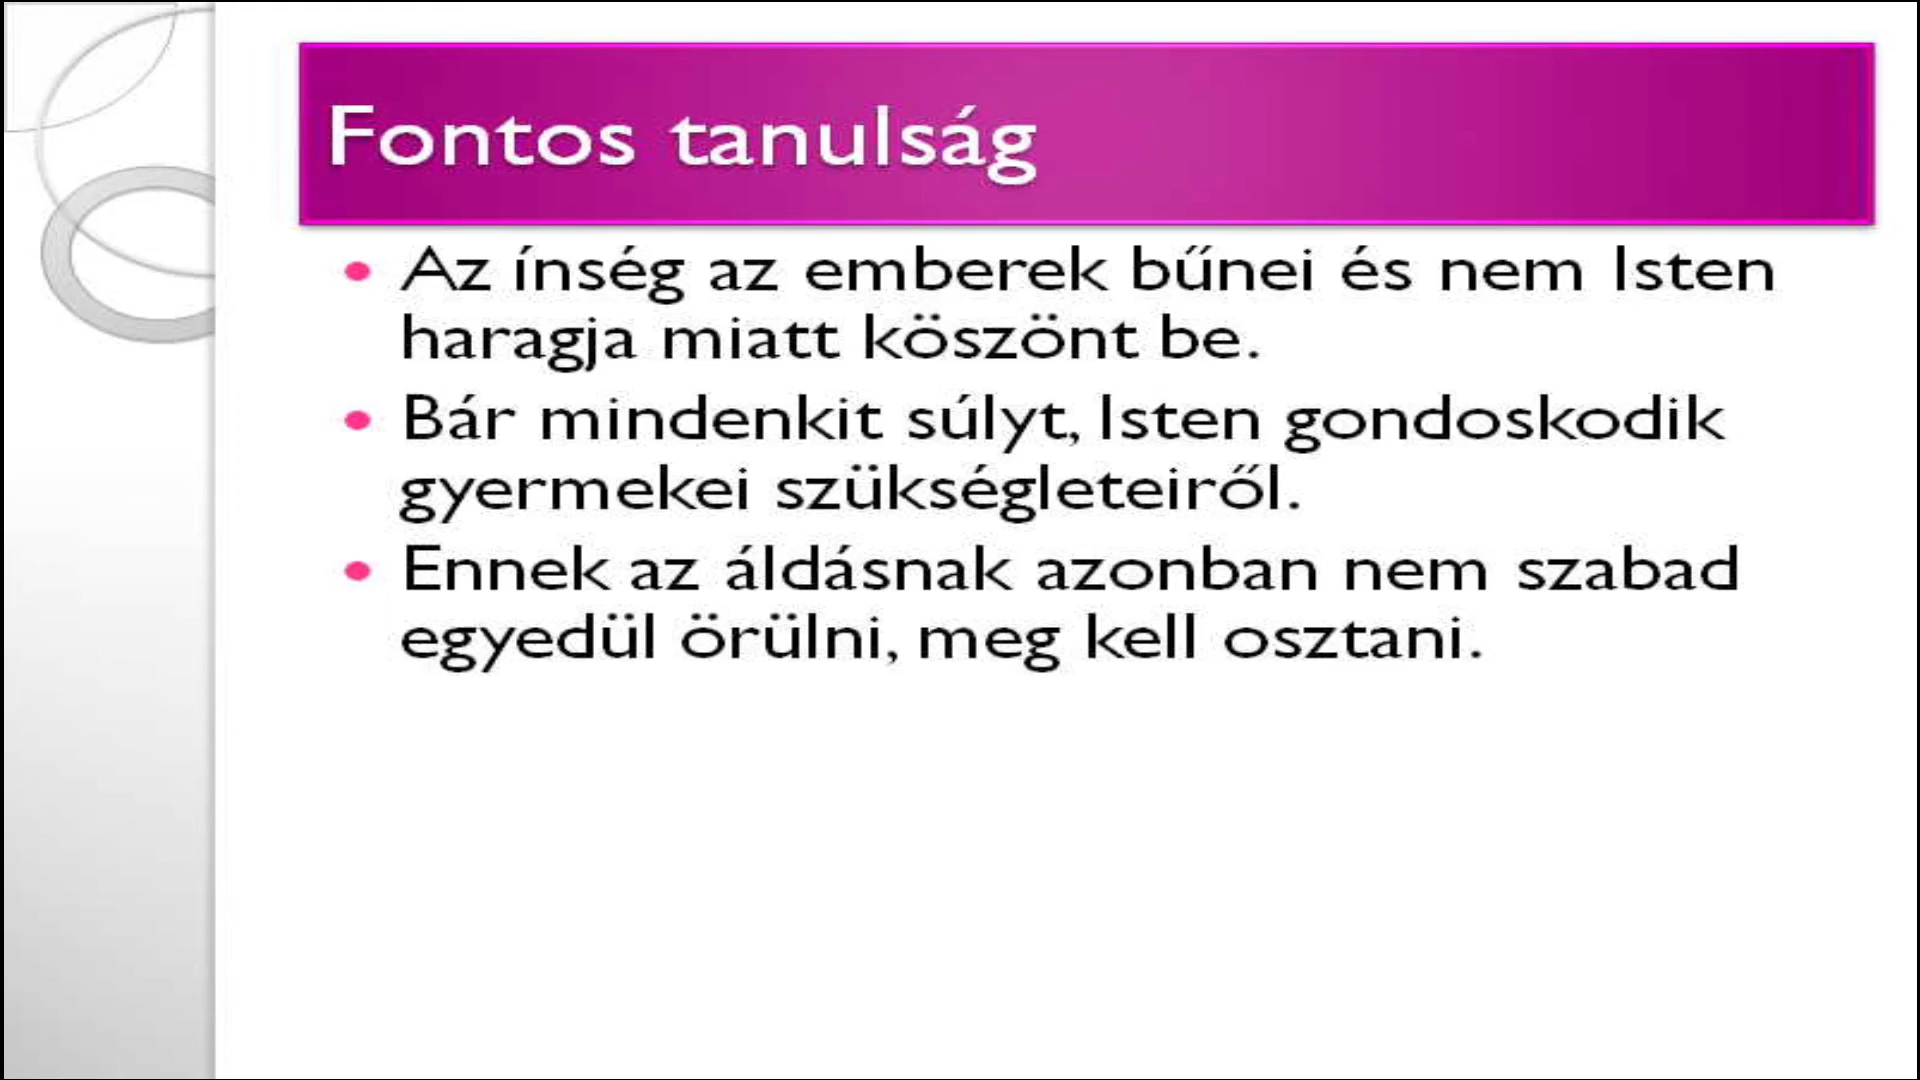 Fontos tanulság
Az ínség az emberek bűnei és nem Isten
haragja miatt köszönt be.
Bár mindenkit súlyt, Isten gondoskodik
gyermekei szükségleteiről.
Ennek az áldásnak azonban nem szabad
egyedül örülni, meg kell osztani.